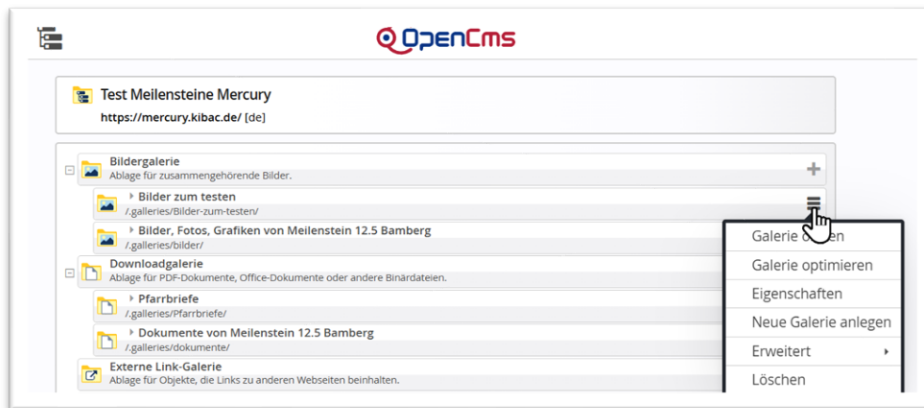 OpenCms
Test Meilensteine Mercury
https://mercury.kibac.de/ [de]
Bildergalerie
Ablage für zusammengehörende Bilder.
Bilder zum testen
/.galleries/Bilder-zum-testen/
Bilder, Fotos, Grafiken von Meilenstein 12.5 Bamberg
/.galleries/bilder/
Downloadgalerie
Ablage für PDF-Dokumente, Office-Dokumente oder andere Binärdateien.
Pfarrbriefe
/.galleries/Pfarrbriefe/
Dokumente von Meilenstein 12.5 Bamberg
/.galleries/dokumente/
Externe Link-Galerie
Ablage für Objekte, die Links zu anderen Webseiten beinhalten.
Galerie
Galerie optimieren
Eigenschaften
Neue Galerie anlegen
Erweitert
Löschen